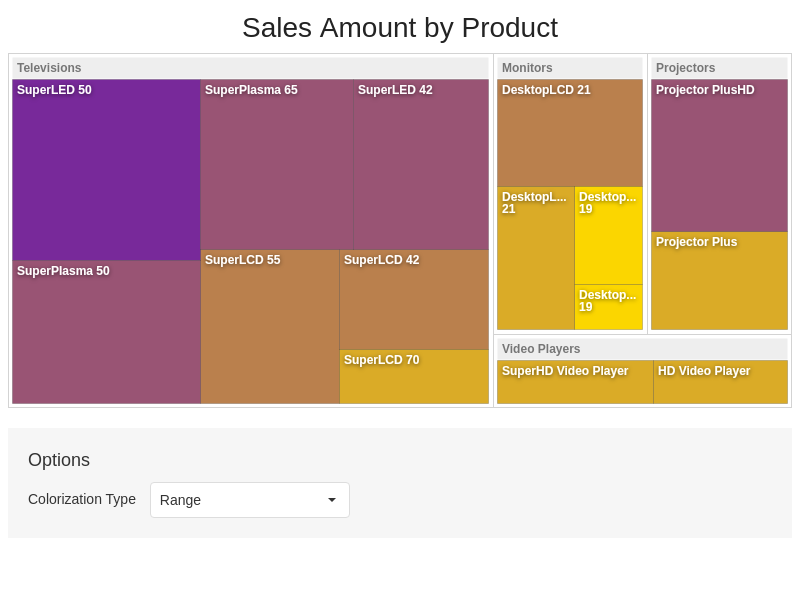 Sales Amount by Product
Televisions
SuperLED 50
SuperPlasma 50
SuperPlasma 65
SuperLED 42
SuperLCD 55
SuperLCD 42
SuperLCD 70
Monitors
DesktopLCD 21
DesktopL...
21
Desktop...
19
Desktop...
19
Projectors
Projector PlusHD
Projector Plus
Video Players
SuperHD Video Player
HD Video Player
Options
Colorization Type
Range